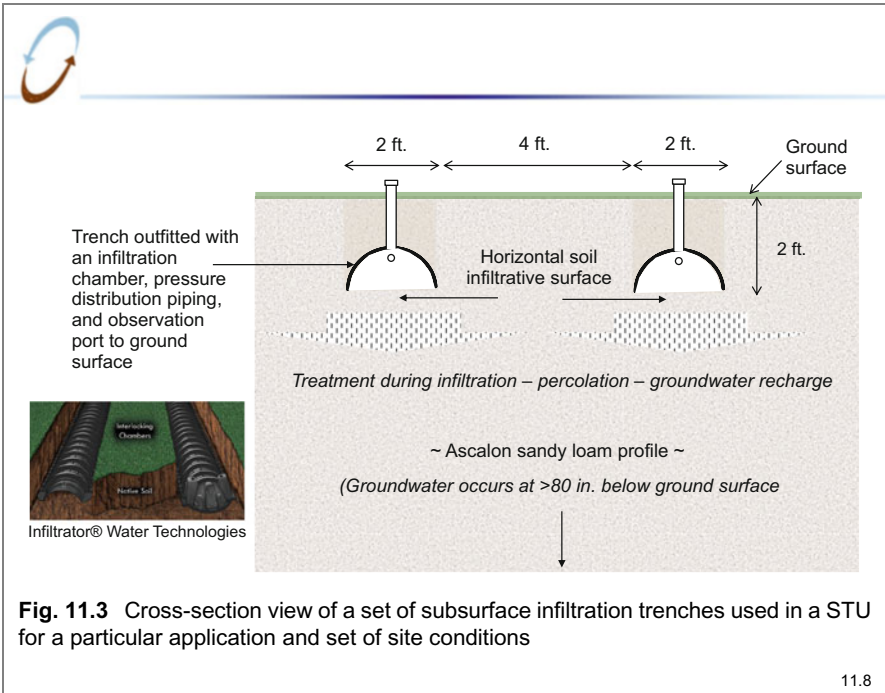 2 ft.
4 ft.
2 ft.
Ground
surface
Trench outfitted with
an infiltration
chamber, pressure
distribution piping,
and observation
port to ground
surface
Horizontal soil
infiltrative surface
2 ft.
Treatment during infiltration – percolation – groundwater recharge
Interlocking
Chambers
Native Soil
~ Ascalon sandy loam profile ~
(Groundwater occurs at >80 in. below ground surface
Infiltrator® Water Technologies
Fig. 11.3 Cross-section view of a set of subsurface infiltration trenches used in a STU
for a particular application and set of site conditions
11.8